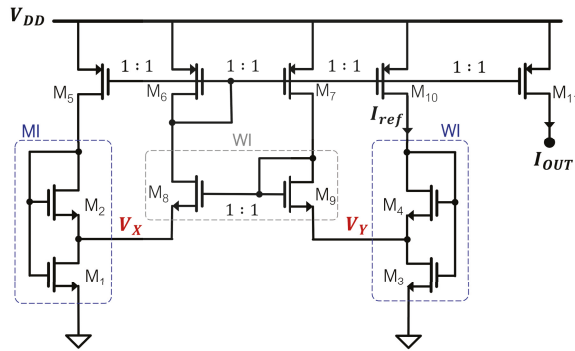 V_DD
1 : 1 1 : 1 1 : 1 1 : 1
M5 M6 M7 M10 M1
I_ref
MI WI WI
I_OUT
M8 M9
M2 M4
1 : 1
V_X V_Y
M1 M3